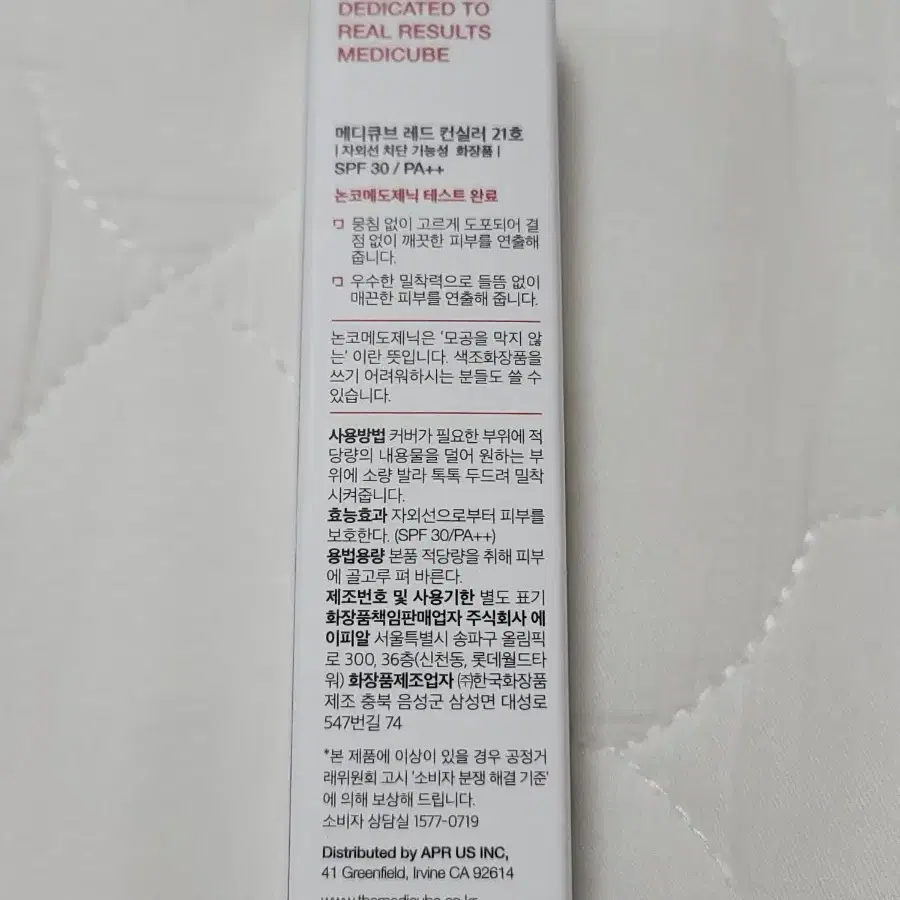 DEDICATED TO
REAL RESULTS
MEDICUBE
메디큐브 레드 컨실러 21호
| 자외선 차단 기능성 화장품 |
SPF 30 / PA++
논코메도제닉 테스트 완료
뭉침 없이 고르게 도포되어 결
점 없이 깨끗한 피부를 연출해
줍니다.
우수한 밀착력으로 들뜸 없이
매끈한 피부를 연출해 줍니다.
논코메도제닉은 '모공을 막지 않
는' 이란 뜻입니다. 색조화장품을
쓰기 어려워하시는 분들도 쓸 수
있습니다.
사용방법 커버가 필요한 부위에 적
당량의 내용물을 덜어 원하는 부
위에 소량 발라 톡톡 두드려 밀착
시켜줍니다.
효능효과 자외선으로부터 피부를
보호한다. (SPF 30/PA++)
용법용량 본품 적당량을 취해 피부
에 골고루 펴 바른다.
제조번호 및 사용기한 별도 표기
화장품책임판매업자 주식회사 에
이피알 서울특별시 송파구 올림픽
로 300, 36층(신천동, 롯데월드타
워) 화장품제조업자 ㈜한국화장품
제조 충북 음성군 삼성면 대성로
547번길 74
*본 제품에 이상이 있을 경우 공정거
래위원회 고시 '소비자 분쟁 해결 기준'
에 의해 보상해 드립니다.
소비자 상담실 1577-0719
Distributed by APR US INC,
41 Greenfield, Irvine CA 92614
www.themedicube.co.kr